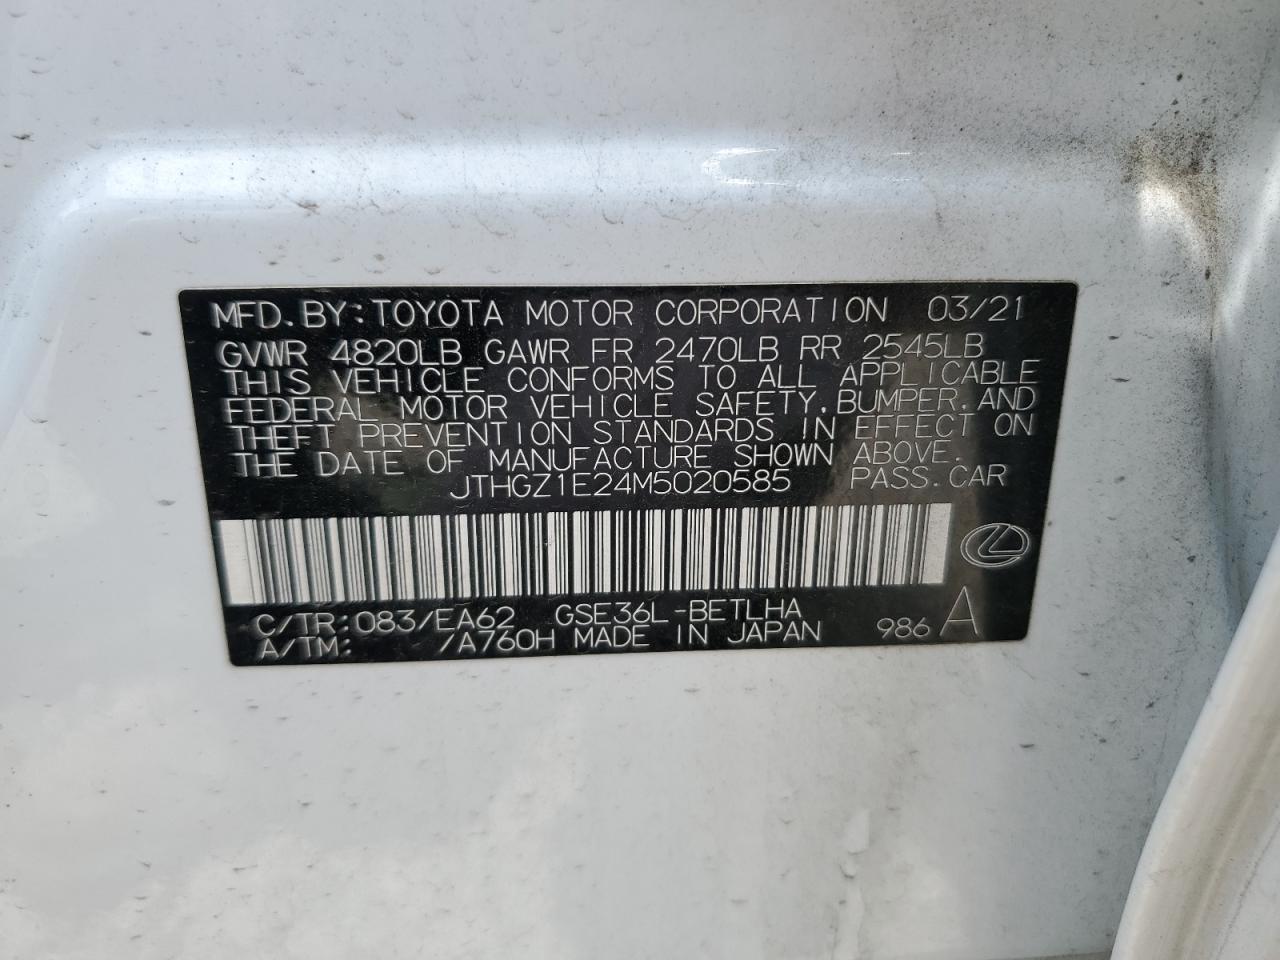 MFD. BY: TOYOTA MOTOR CORPORATION 03/21
GVWR 4820LB GAWR FR 2470LB RR 2545LB
THIS VEHICLE CONFORMS TO ALL APPLICABLE
FEDERAL MOTOR VEHICLE SAFETY, BUMPER, AND
THEFT PREVENTION STANDARDS IN EFFECT ON
THE DATE OF MANUFACTURE SHOWN ABOVE.
JTHGZ1E24M5020585 PASS. CAR
C/TR: 083/EA62 GSE36L-BETLHA
A/TM: /A760H MADE IN JAPAN 986 A